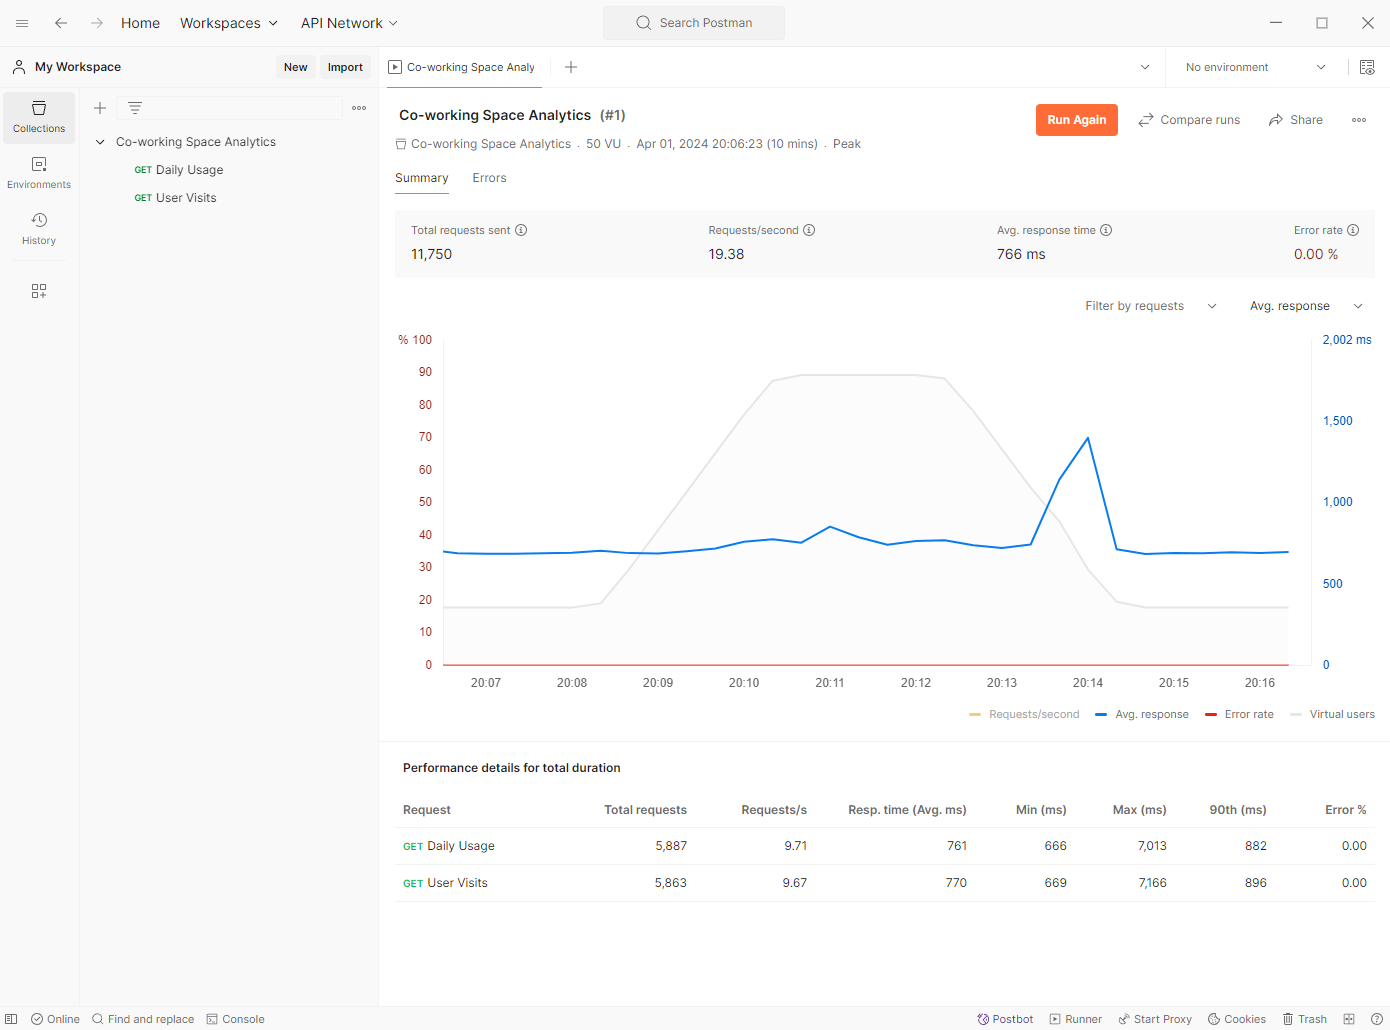 Home Workspaces API Network Search Postman
My Workspace New Import Co-working Space Analy No environment
Collections
Environments
History
Co-working Space Analytics
GET Daily Usage
GET User Visits
Co-working Space Analytics (#1) Run Again Compare runs Share
Co-working Space Analytics . 50 VU . Apr 01, 2024 20:06:23 (10 mins) . Peak
Summary Errors
Total requests sent Requests/second Avg. response time Error rate
11,750 19.38 766 ms 0.00 %
Filter by requests Avg. response
% 100 2,002 ms
90
80 1,500
70
60
50 1,000
40
30
20 500
10
0 0
20:07 20:08 20:09 20:10 20:11 20:12 20:13 20:14 20:15 20:16
Requests/second Avg. response Error rate Virtual users
Performance details for total duration
Request Total requests Requests/s Resp. time (Avg. ms) Min (ms) Max (ms) 90th (ms) Error %
GET Daily Usage 5,887 9.71 761 666 7,013 882 0.00
GET User Visits 5,863 9.67 770 669 7,166 896 0.00
Online Find and replace Console Postbot Runner Start Proxy Cookies Trash